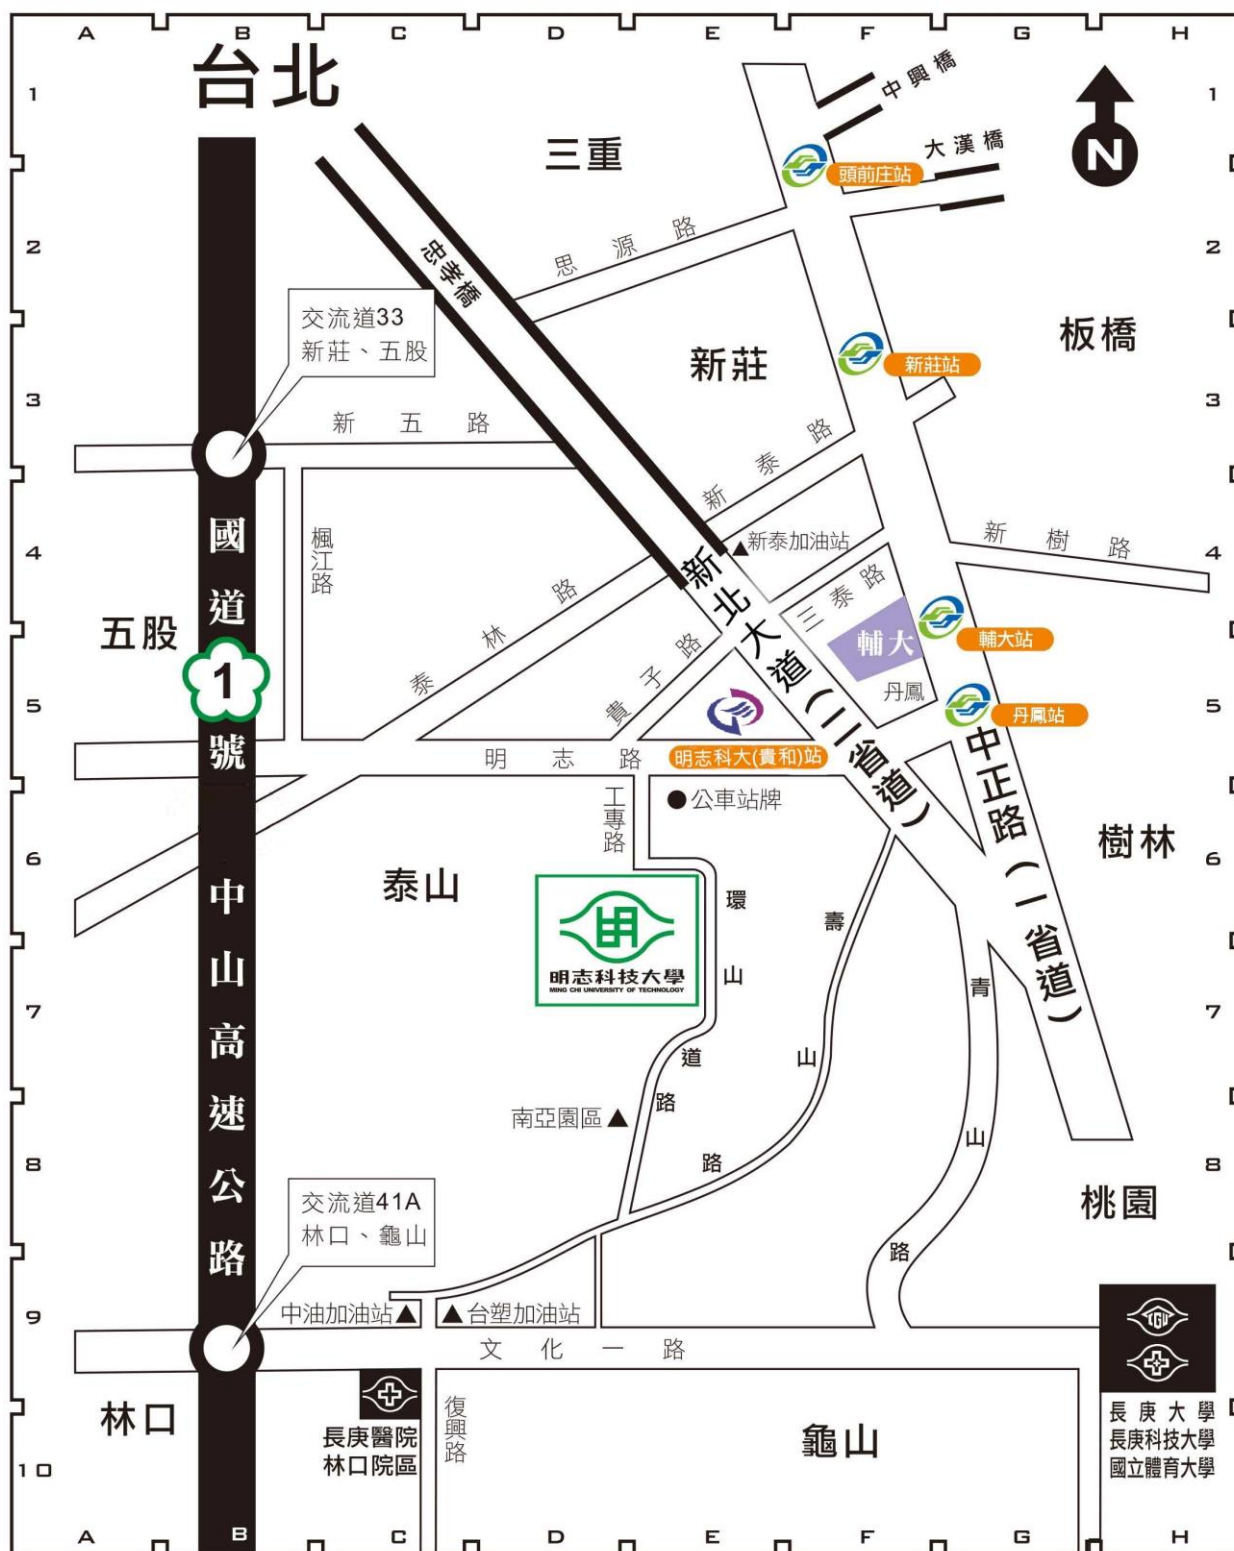 A B C D E F G H
1 1
2 2
3 3
4 4
5 5
6 6
7 7
8 8
9 9
10 10
台北
三重
中興橋
大漢橋
N
頭前庄站
思源路
忠孝橋
交流道33
新莊、五股
新莊
板橋
新莊站
新五路
新泰路
新泰加油站
新樹路
楓江路
國道1號 中山高速公路
五股
泰林路
貴子路
三泰路
輔大
輔大站
丹鳳
丹鳳站
新北大道(二省道)
中正路(一省道)
明志路
明志科大(貴和)站
工專路
公車站牌
樹林
泰山
明志科技大學
MING CHI UNIVERSITY OF TECHNOLOGY
環山道路
壽山路
青山路
南亞園區
交流道41A
林口、龜山
桃園
中油加油站
台塑加油站
文化一路
林口
長庚醫院
林口院區
復興路
龜山
CGU
長庚大學
長庚科技大學
國立體育大學
A B C D E F G H